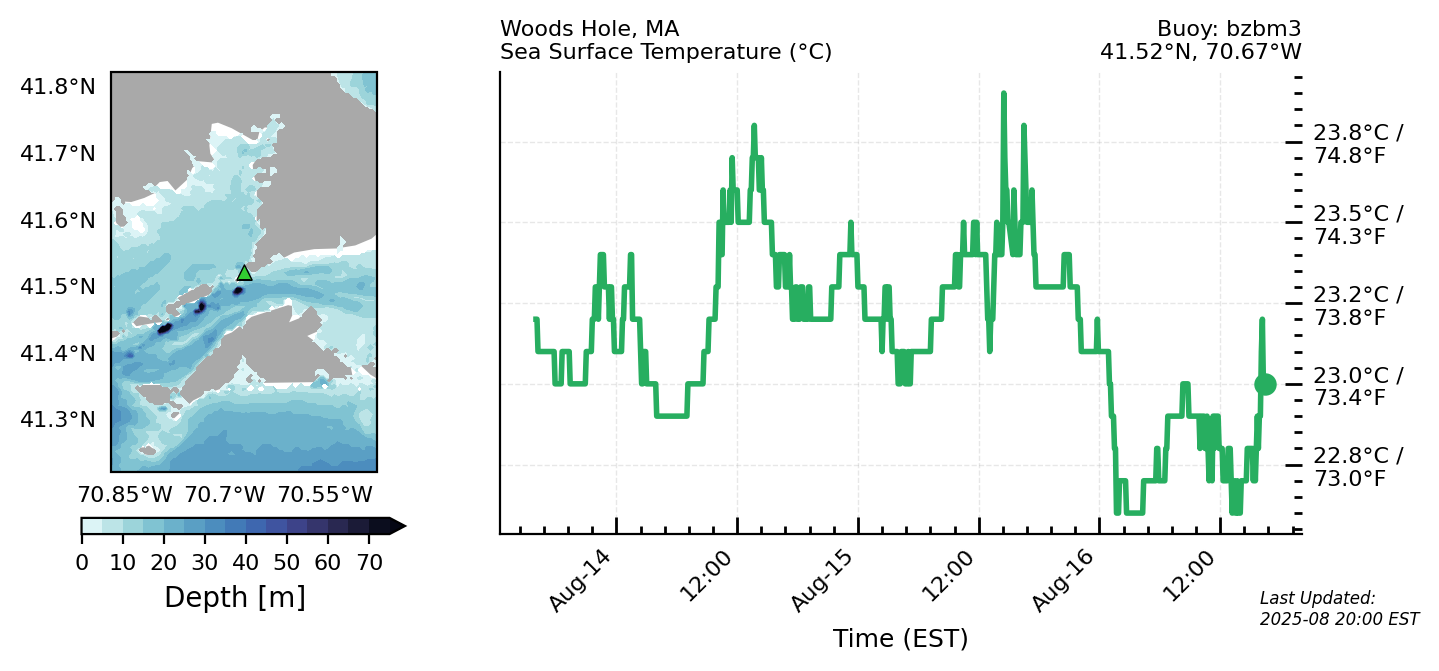 Woods Hole, MA
Sea Surface Temperature (°C)
Buoy: bzbm3
41.52°N, 70.67°W
41.8°N
41.7°N
41.6°N
41.5°N
41.4°N
41.3°N
70.85°W 70.7°W 70.55°W
0 10 20 30 40 50 60 70
Depth [m]
23.8°C /
74.8°F
23.5°C /
74.3°F
23.2°C /
73.8°F
23.0°C /
73.4°F
22.8°C /
73.0°F
Aug-14
12:00
Aug-15
12:00
Aug-16
12:00
Time (EST)
Last Updated:
2025-08 20:00 EST